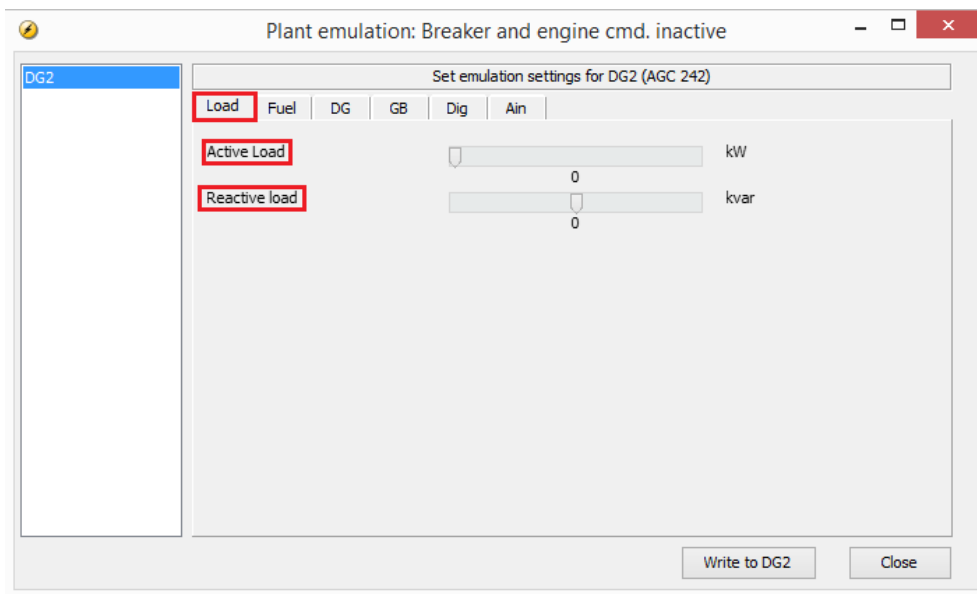 Plant emulation: Breaker and engine cmd. inactive
DG2
Set emulation settings for DG2 (AGC 242)
Load Fuel DG GB Dig Ain
Active Load kW
0
Reactive load kvar
0
Write to DG2 Close